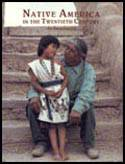 NATIVE AMERICA
IN THE TWENTIETH CENTURY